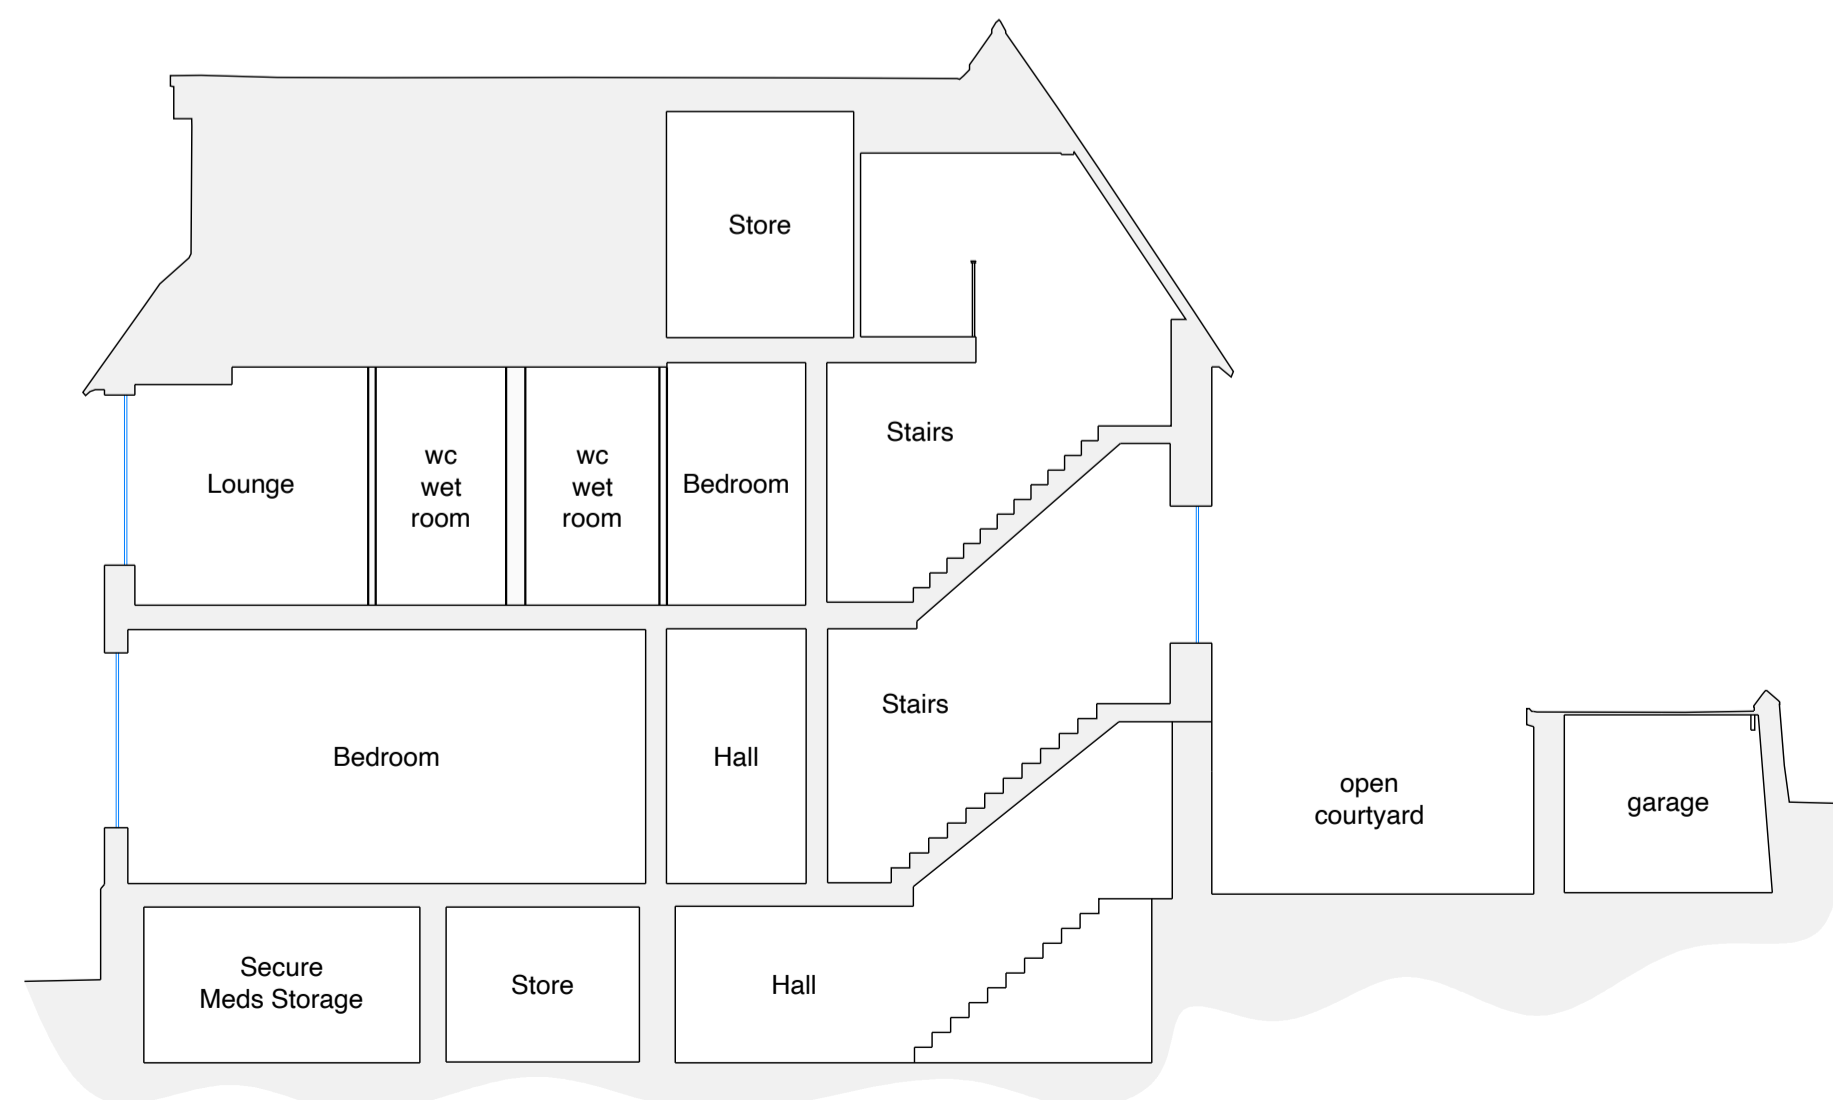 Store
Stairs
Lounge
wc
wet
room
wc
wet
room
Bedroom
Stairs
Bedroom
Hall
open
courtyard
garage
Secure
Meds Storage
Store
Hall